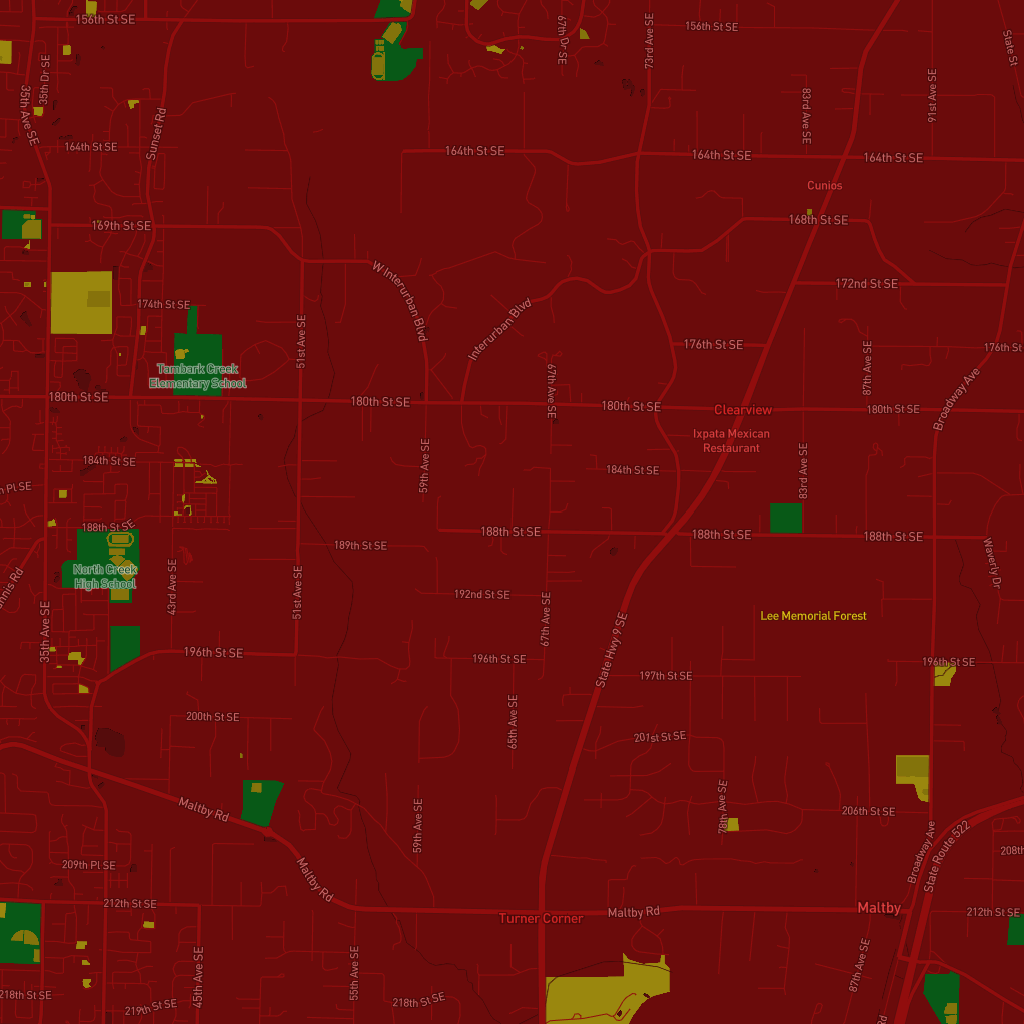 156th St SE
67th Dr SE
73rd Ave SE
156th St SE
State St
35th Dr SE
35th Ave SE
Sunset Rd
83rd Ave SE
91st Ave SE
164th St SE
164th St SE
164th St SE
164th St SE
Cunios
169th St SE
168th St SE
W Interurban Blvd
172nd St SE
174th St SE
Interurban Blvd
51st Ave SE
176th St SE
176th St
Tambark Creek
Elementary School
67th Ave SE
87th Ave SE
Broadway Ave
180th St SE
180th St SE
180th St SE
Clearview
180th St SE
Ixpata Mexican
Restaurant
184th St SE
59th Ave SE
184th St SE
83rd Ave SE
Pl SE
188th St SE
188th St SE
188th St SE
188th St SE
189th St SE
Waverly Dr
North Creek
High School
43rd Ave SE
51st Ave SE
192nd St SE
67th Ave SE
35th Ave SE
Lee Memorial Forest
State Hwy 9 SE
196th St SE
196th St SE
196th St SE
197th St SE
200th St SE
65th Ave SE
201st St SE
Maltby Rd
59th Ave SE
78th Ave SE
206th St SE
Broadway Ave
State Route 522
208th
209th Pl SE
Maltby Rd
212th St SE
Turner Corner
Maltby Rd
Maltby
212th St SE
45th Ave SE
55th Ave SE
87th Ave SE
218th St SE
219th St SE
218th St SE
Rd